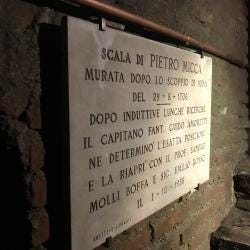 SCALA DI PIETRO MICCA
MURATA DOPO LO SCOPPIO DI MINA
DEL 29-8-1706
DOPO INDUTTIVE LUNGHE RICERCHE
IL CAPITANO FANT. GUIDO AMORETTI
NE DETERMINÒ L'ESATTA POSIZIONE
E LA RIAPRÌ CON IL PROF. SANDRO
MOLLI BOFFA E SIG. EMILIO BOSIO
IL 1-10-1958